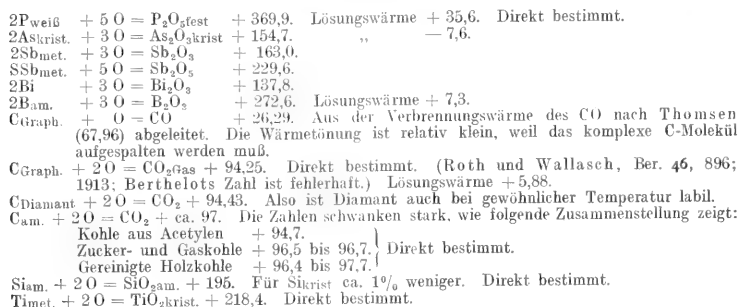 2Pweiß + 5 O = P₂O₅fest + 369,9. Lösungswärme + 35,6. Direkt bestimmt.
2Askrist. + 3 O = As₂O₃krist + 154,7. „ — 7,6.
2Sbmet. + 3 O = Sb₂O₃ + 163,0.
SSbmet. + 5 O = Sb₂O₅ + 229,6.
2Bi + 3 O = Bi₂O₃ + 137,8.
2Bam. + 3 O = B₂O₃ + 272,6. Lösungswärme + 7,3.
CGraph. + O = CO + 26,29. Aus der Verbrennungswärme des CO nach Thomsen
(67,96) abgeleitet. Die Wärmetönung ist relativ klein, weil das komplexe C-Molekül
aufgespalten werden muß.
CGraph. + 2 O = CO₂Gas + 94,25. Direkt bestimmt. (Roth und Wallasch, Ber. 46, 896;
1913; Berthelots Zahl ist fehlerhaft.) Lösungswärme + 5,88.
CDiamant + 2 O = CO₂ + 94,43. Also ist Diamant auch bei gewöhnlicher Temperatur labil.
Cam. + 2 O = CO₂ + ca. 97. Die Zahlen schwanken stark, wie folgende Zusammenstellung zeigt:
Kohle aus Acetylen + 94,7.
Zucker- und Gaskohle + 96,5 bis 96,7. Direkt bestimmt.
Gereinigte Holzkohle + 96,4 bis 97,7.
Siam. + 2 O = SiO₂am. + 195. Für Sikrist ca. 1% weniger. Direkt bestimmt.
Timet. + 2 O = TiO₂krist. + 218,4. Direkt bestimmt.